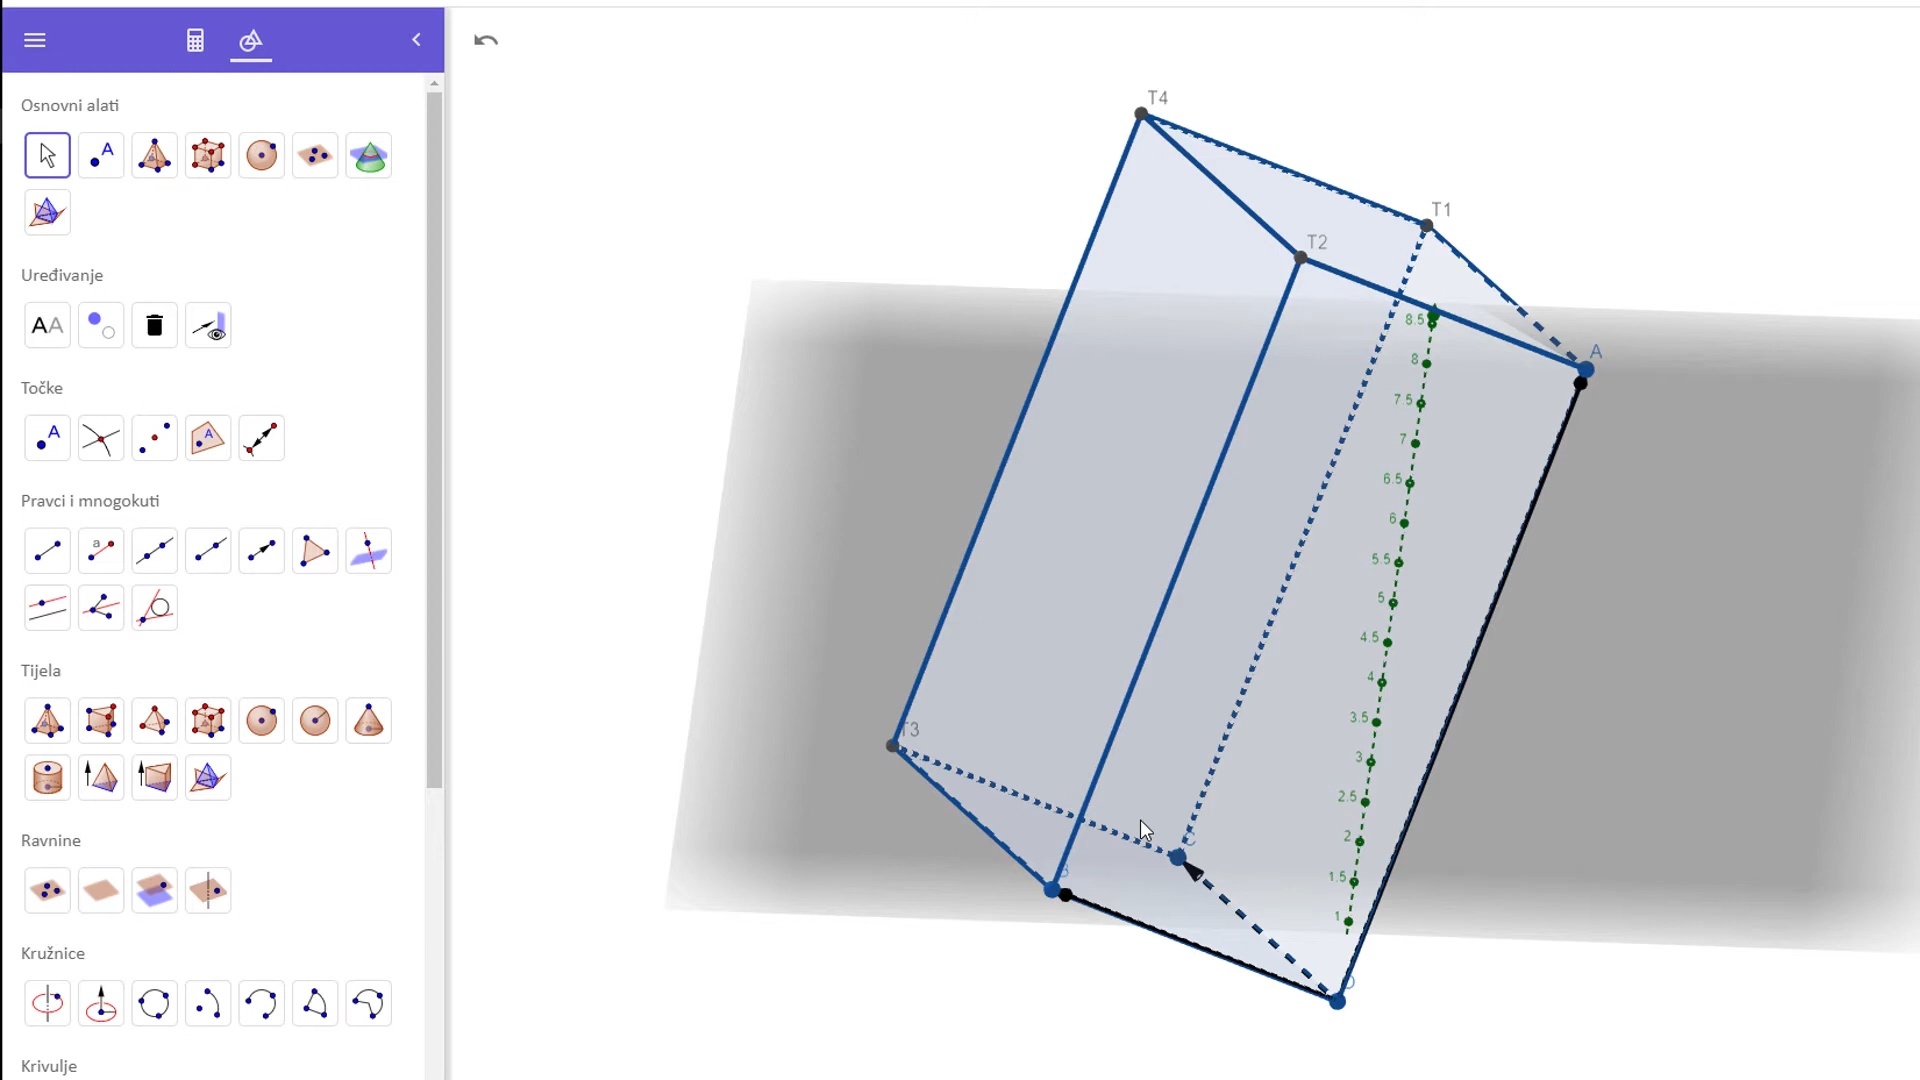 Osnovni alati
A
Uređivanje
AA
Točke
A
A
Pravci i mnogokuti
a
Tijela
Ravnine
Kružnice
Krivulje
T4
T1
T2
A
8.5
8
7.5
7
6.5
6
5.5
5
4.5
4
3.5
T3
3
2.5
2
C
B
1.5
1
D